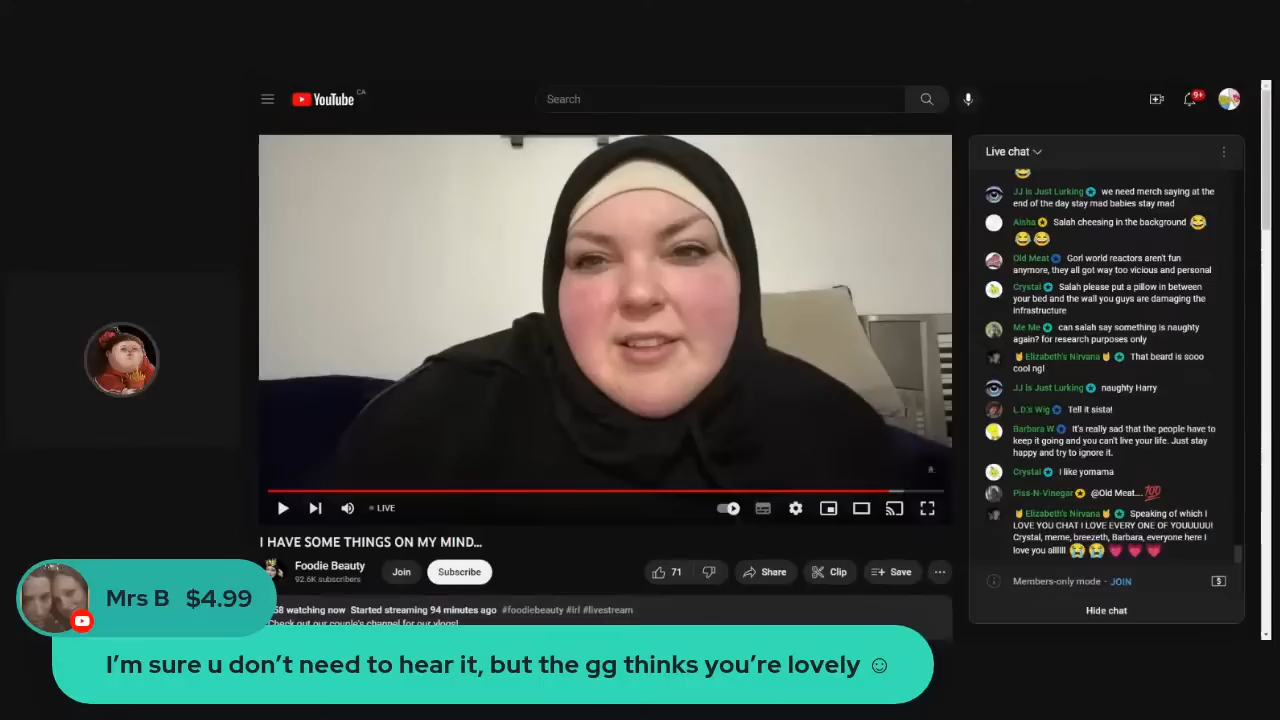 YouTube CA
Search
9+
Live chat
JJ is Just Lurking we need merch saying at the
end of the day stay mad babies stay mad
Aisha Salah cheesing in the background
Old Meat Gorl world reactors aren't fun
anymore, they all got way too vicious and personal
Crystal Salah please put a pillow in between
your bed and the wall you guys are damaging the
infrastructure
Me Me can salah say something is naughty
again? for research purposes only
Elizabeth's Nirvana That beard is sooo
cool ng!
JJ is Just Lurking naughty Harry
L.D.'s Wig Tell it sista!
Barbara W It's really sad that the people have to
keep it going and you can't live your life. Just stay
happy and try to ignore it.
Crystal I like yomama
Piss-N-Vinegar @Old Meat... 💯
Elizabeth's Nirvana Speaking of which I
LOVE YOU CHAT I LOVE EVERY ONE OF YOUUUUU!
Crystal, meme, breezeth, Barbara, everyone here I
love you alllllll 😭😭💗💗💗
Members-only mode - JOIN
Hide chat
LIVE
I HAVE SOME THINGS ON MY MIND...
Foodie Beauty
92.6K subscribers
Join
Subscribe
71
Share
Clip
Save
58 watching now Started streaming 94 minutes ago #foodiebeauty #irl #livestream
Check out our couple's channel for our vlogs!
Mrs B $4.99
I'm sure u don't need to hear it, but the gg thinks you're lovely ☺